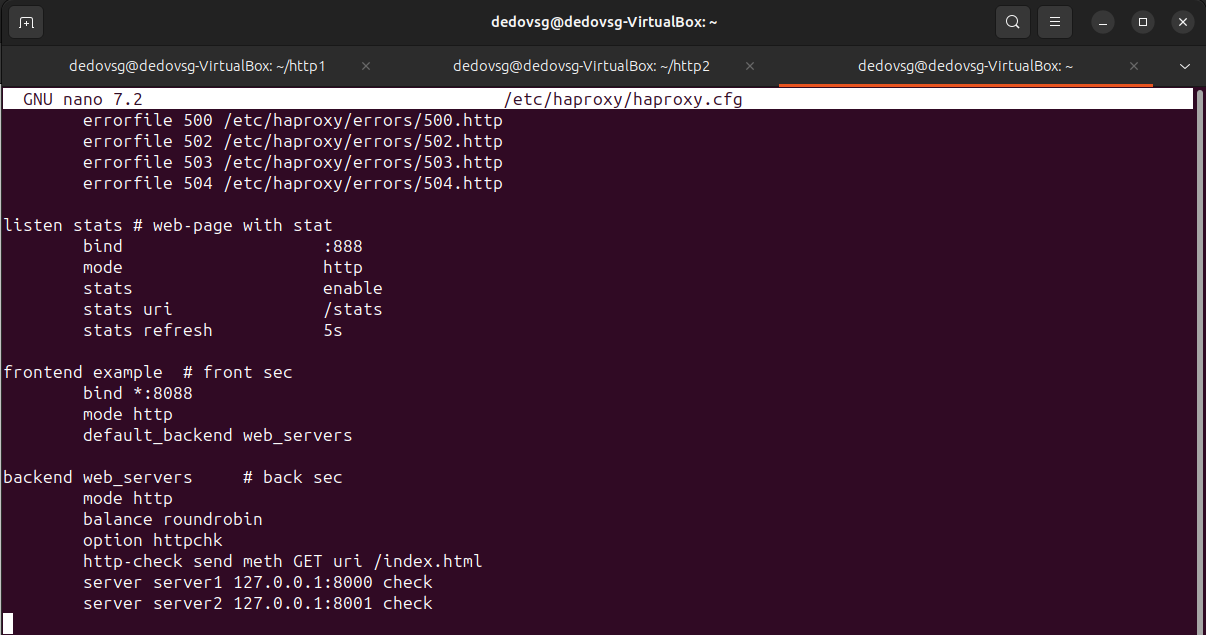 dedovsg@dedovsg-VirtualBox: ~
dedovsg@dedovsg-VirtualBox: ~/http1 dedovsg@dedovsg-VirtualBox: ~/http2 dedovsg@dedovsg-VirtualBox: ~
GNU nano 7.2 /etc/haproxy/haproxy.cfg
errorfile 500 /etc/haproxy/errors/500.http
errorfile 502 /etc/haproxy/errors/502.http
errorfile 503 /etc/haproxy/errors/503.http
errorfile 504 /etc/haproxy/errors/504.http
listen stats # web-page with stat
bind :888
mode http
stats enable
stats uri /stats
stats refresh 5s
frontend example # front sec
bind *:8088
mode http
default_backend web_servers
backend web_servers # back sec
mode http
balance roundrobin
option httpchk
http-check send meth GET uri /index.html
server server1 127.0.0.1:8000 check
server server2 127.0.0.1:8001 check